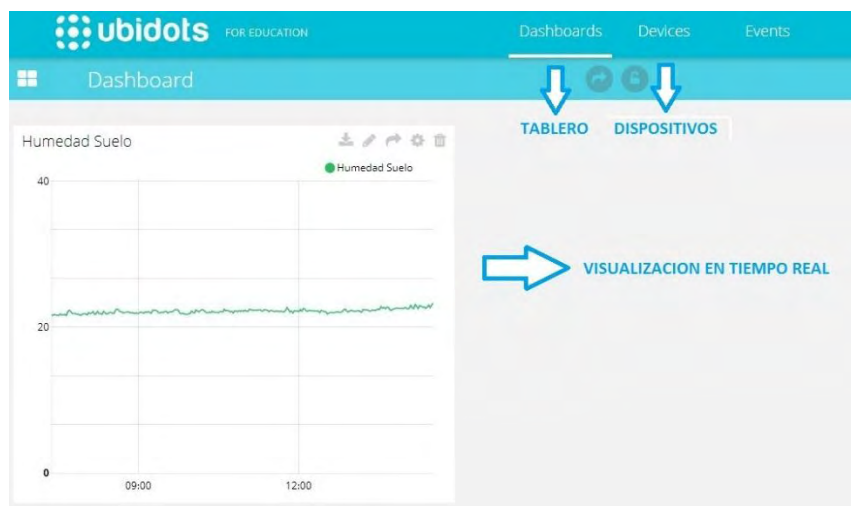 ubidots FOR EDUCATION Dashboards Devices Events
Dashboard
TABLERO DISPOSITIVOS
Humedad Suelo
Humedad Suelo
40
VISUALIZACION EN TIEMPO REAL
20
0
09:00 12:00